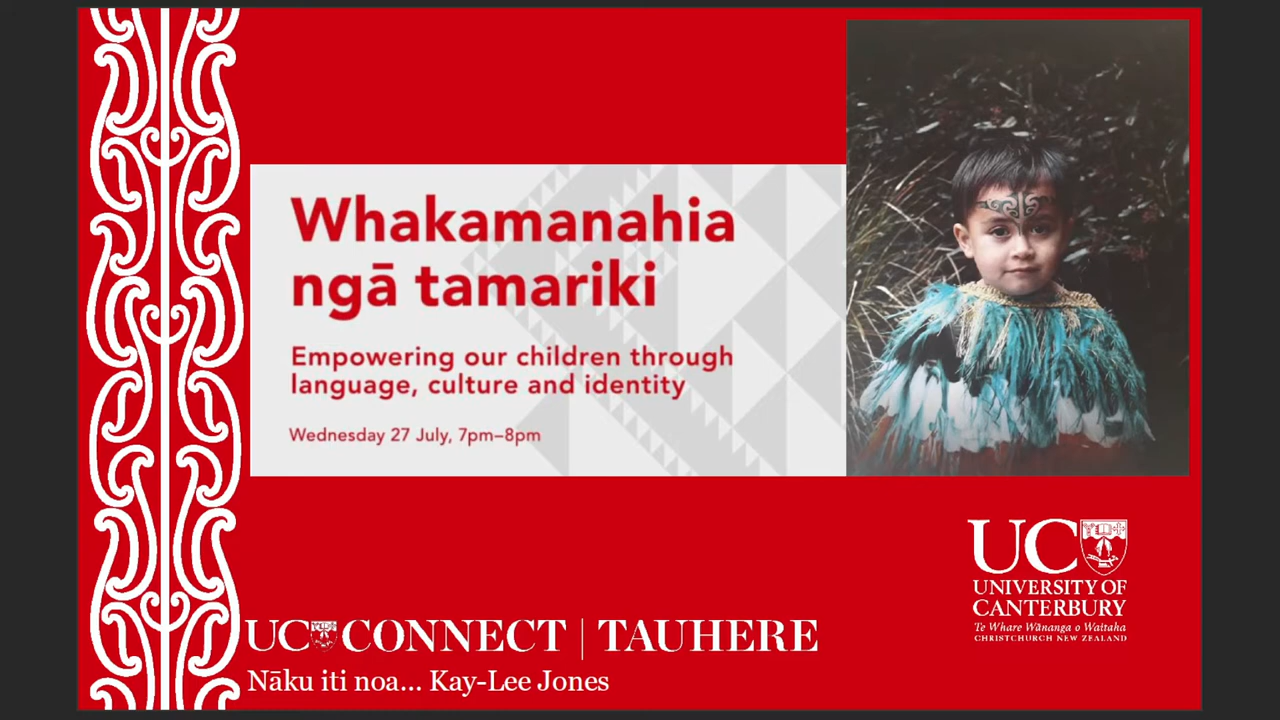 Whakamanahia
ngā tamariki
Empowering our children through
language, culture and identity
Wednesday 27 July, 7pm–8pm
UC
UNIVERSITY OF
CANTERBURY
Te Whare Wānanga o Waitaha
CHRISTCHURCH NEW ZEALAND
UC CONNECT | TAUHERE
Nāku iti noa... Kay-Lee Jones